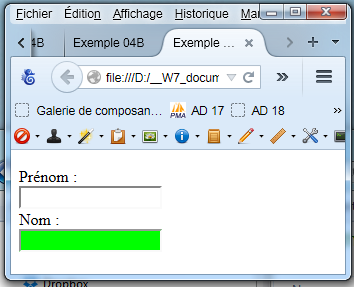 Fichier Édition Affichage Historique
04B Exemple 04B Exemple ...
file:///D:/__W7_docum
Galerie de composan... PMA AD 17 AD 18 »
Prénom :
Nom :
Dropbox